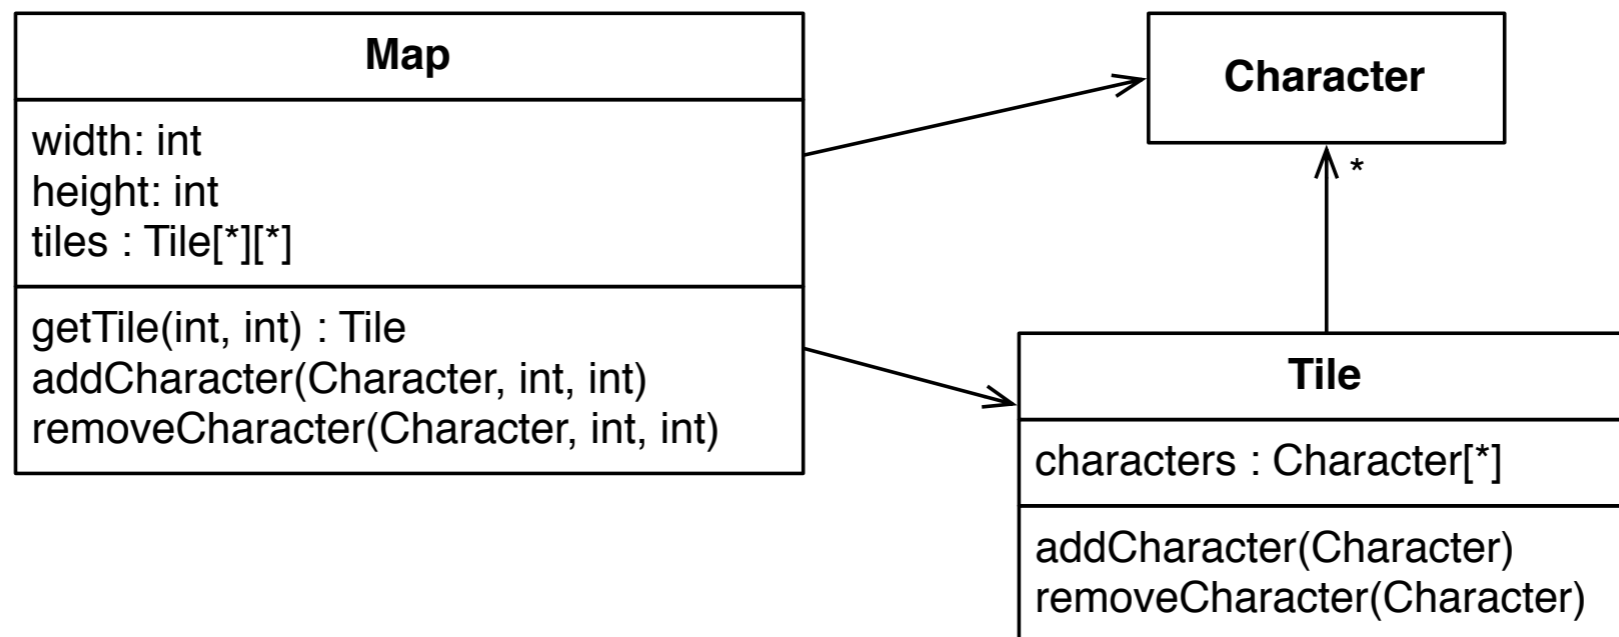 Map
width: int
height: int
tiles : Tile[*][*]
getTile(int, int) : Tile
addCharacter(Character, int, int)
removeCharacter(Character, int, int)
Character
*
Tile
characters : Character[*]
addCharacter(Character)
removeCharacter(Character)